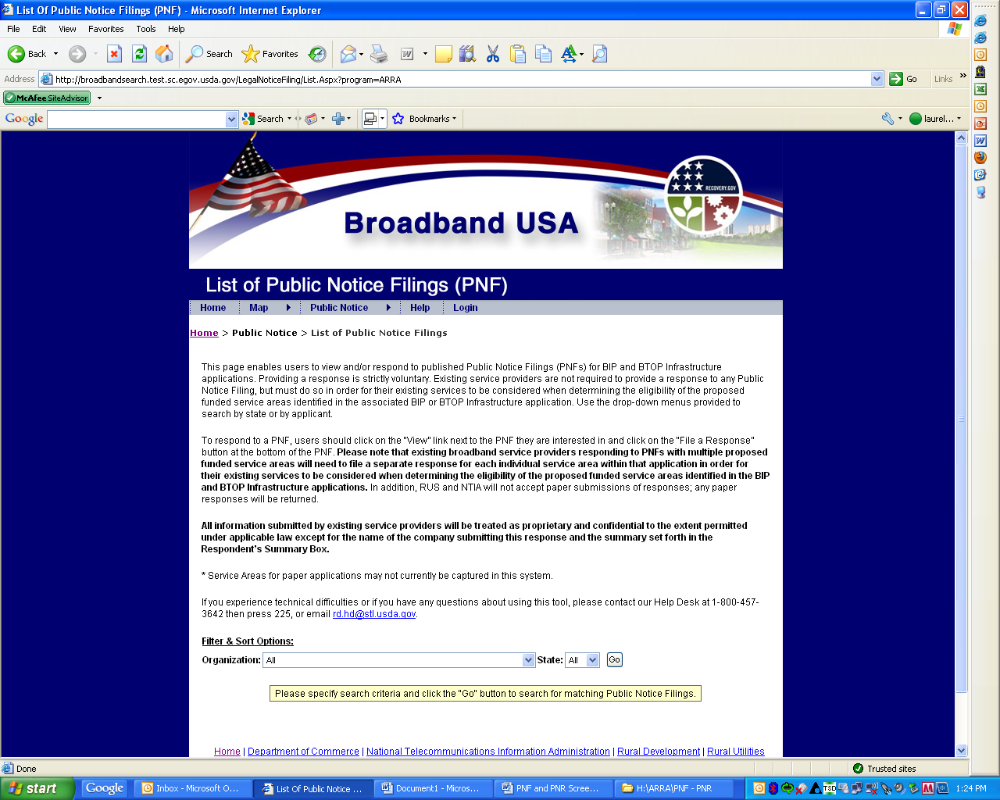 List Of Public Notice Filings (PNF) - Microsoft Internet Explorer
File Edit View Favorites Tools Help
Back Search Favorites
Address http://broadbandsearch.test.sc.egov.usda.gov/LegalNoticeFiling/List.Aspx?program=ARRA Go Links »
McAfee SiteAdvisor
Google Search Bookmarks laurel...
RECOVERY.GOV
Broadband USA
List of Public Notice Filings (PNF)
Home Map Public Notice Help Login
Home > Public Notice > List of Public Notice Filings
This page enables users to view and/or respond to published Public Notice Filings (PNFs) for BIP and BTOP Infrastructure
applications. Providing a response is strictly voluntary. Existing service providers are not required to provide a response to any Public
Notice Filing, but must do so in order for their existing services to be considered when determining the eligibility of the proposed
funded service areas identified in the associated BIP or BTOP Infrastructure application. Use the drop-down menus provided to
search by state or by applicant.
To respond to a PNF, users should click on the "View" link next to the PNF they are interested in and click on the "File a Response"
button at the bottom of the PNF. Please note that existing broadband service providers responding to PNFs with multiple proposed
funded service areas will need to file a separate response for each individual service area within that application in order for
their existing services to be considered when determining the eligibility of the proposed funded service areas identified in the BIP
and BTOP Infrastructure applications. In addition, RUS and NTIA will not accept paper submissions of responses; any paper
responses will be returned.
All information submitted by existing service providers will be treated as proprietary and confidential to the extent permitted
under applicable law except for the name of the company submitting this response and the summary set forth in the
Respondent's Summary Box.
* Service Areas for paper applications may not currently be captured in this system.
If you experience technical difficulties or if you have any questions about using this tool, please contact our Help Desk at 1-800-457-
3642 then press 225, or email rd.hd@stl.usda.gov.
Filter & Sort Options:
Organization: All State: All Go
Please specify search criteria and click the "Go" button to search for matching Public Notice Filings.
Home | Department of Commerce | National Telecommunications Information Administration | Rural Development | Rural Utilities
Done Trusted sites
start Google Inbox - Microsoft O... List Of Public Notice ... Document1 - Micros... PNF and PNR Scree... H:\ARRA\PNF - PNR TSD 1:24 PM